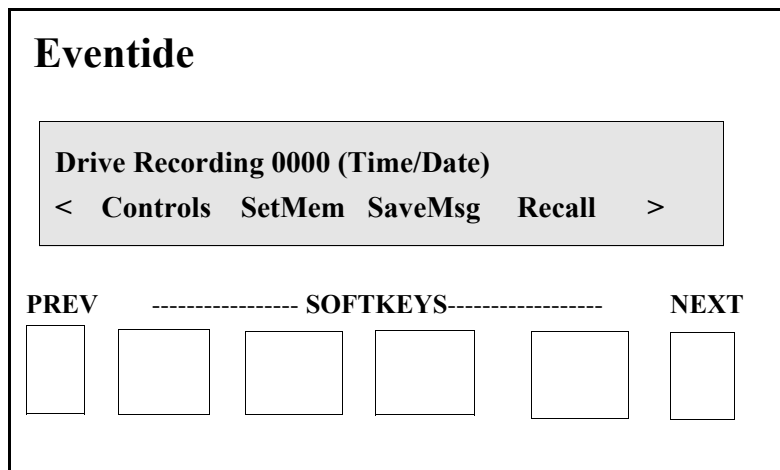 Eventide
Drive Recording 0000 (Time/Date)
< Controls SetMem SaveMsg Recall >
PREV ----------------- SOFTKEYS------------------ NEXT